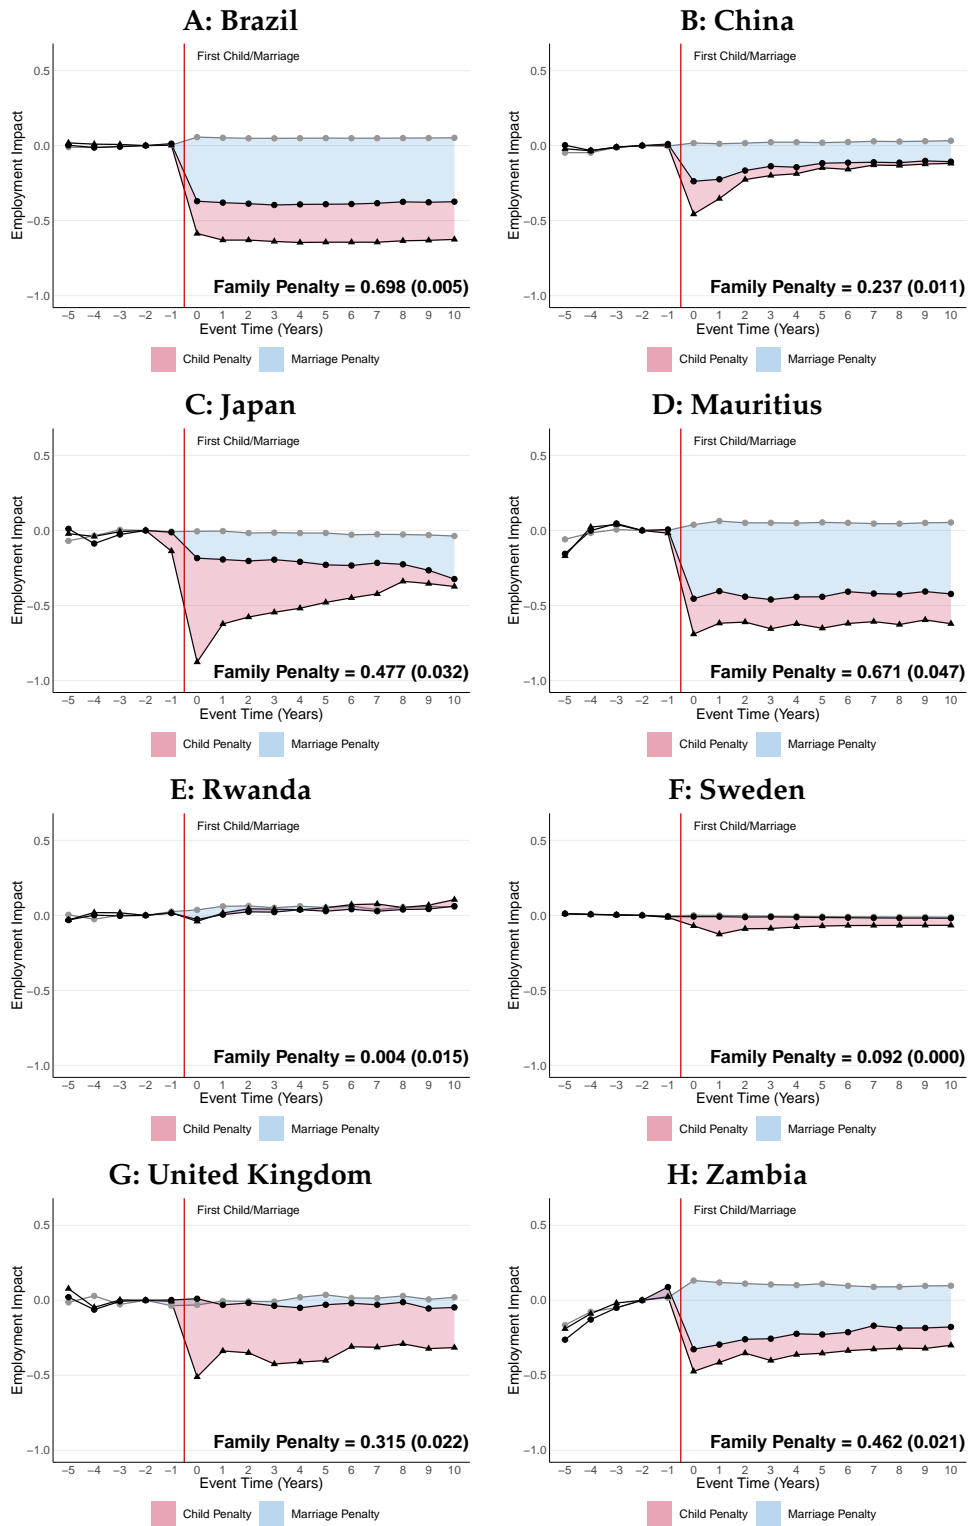 A: Brazil
First Child/Marriage
Employment Impact
0.5
0.0
−0.5
−1.0
Family Penalty = 0.698 (0.005)
−5 −4 −3 −2 −1 0 1 2 3 4 5 6 7 8 9 10
Event Time (Years)
Child Penalty Marriage Penalty
B: China
First Child/Marriage
Employment Impact
0.5
0.0
−0.5
−1.0
Family Penalty = 0.237 (0.011)
−5 −4 −3 −2 −1 0 1 2 3 4 5 6 7 8 9 10
Event Time (Years)
Child Penalty Marriage Penalty
C: Japan
First Child/Marriage
Employment Impact
0.5
0.0
−0.5
−1.0
Family Penalty = 0.477 (0.032)
−5 −4 −3 −2 −1 0 1 2 3 4 5 6 7 8 9 10
Event Time (Years)
Child Penalty Marriage Penalty
D: Mauritius
First Child/Marriage
Employment Impact
0.5
0.0
−0.5
−1.0
Family Penalty = 0.671 (0.047)
−5 −4 −3 −2 −1 0 1 2 3 4 5 6 7 8 9 10
Event Time (Years)
Child Penalty Marriage Penalty
E: Rwanda
First Child/Marriage
Employment Impact
0.5
0.0
−0.5
−1.0
Family Penalty = 0.004 (0.015)
−5 −4 −3 −2 −1 0 1 2 3 4 5 6 7 8 9 10
Event Time (Years)
Child Penalty Marriage Penalty
F: Sweden
First Child/Marriage
Employment Impact
0.5
0.0
−0.5
−1.0
Family Penalty = 0.092 (0.000)
−5 −4 −3 −2 −1 0 1 2 3 4 5 6 7 8 9 10
Event Time (Years)
Child Penalty Marriage Penalty
G: United Kingdom
First Child/Marriage
Employment Impact
0.5
0.0
−0.5
−1.0
Family Penalty = 0.315 (0.022)
−5 −4 −3 −2 −1 0 1 2 3 4 5 6 7 8 9 10
Event Time (Years)
Child Penalty Marriage Penalty
H: Zambia
First Child/Marriage
Employment Impact
0.5
0.0
−0.5
−1.0
Family Penalty = 0.462 (0.021)
−5 −4 −3 −2 −1 0 1 2 3 4 5 6 7 8 9 10
Event Time (Years)
Child Penalty Marriage Penalty